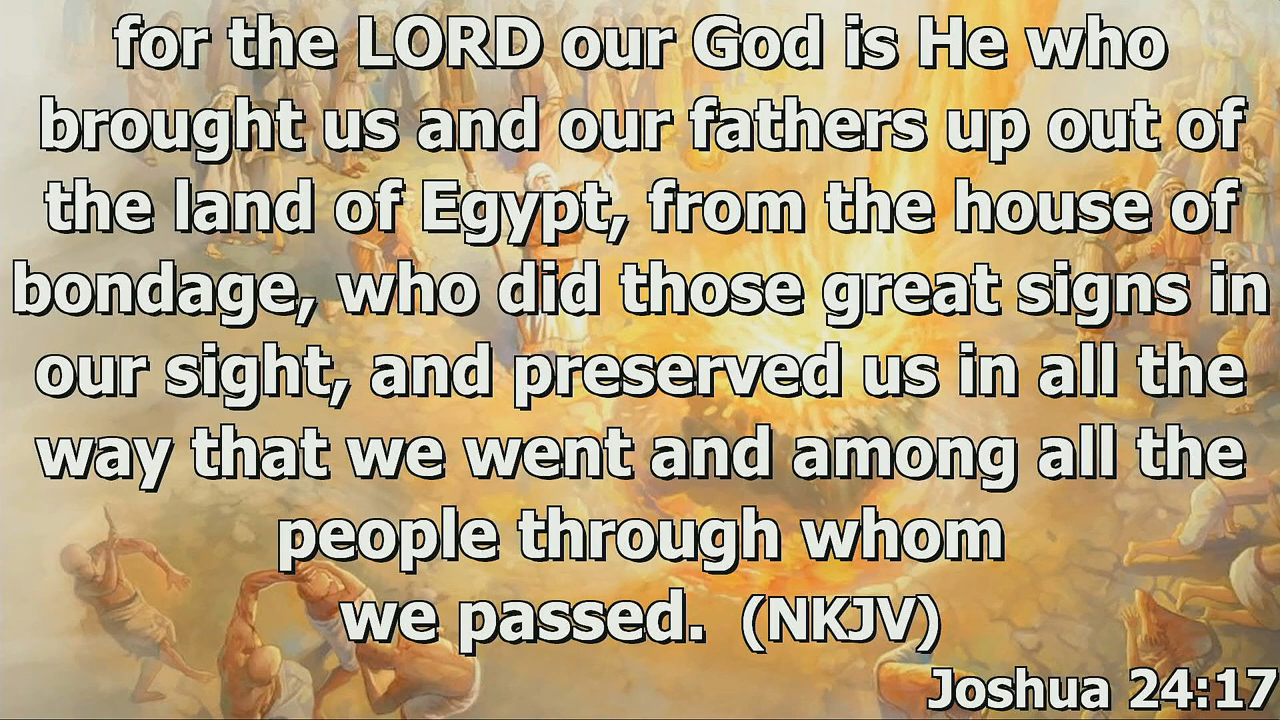 for the LORD our God is He who
brought us and our fathers up out of
the land of Egypt, from the house of
bondage, who did those great signs in
our sight, and preserved us in all the
way that we went and among all the
people through whom
we passed.  (NKJV)
Joshua 24:17